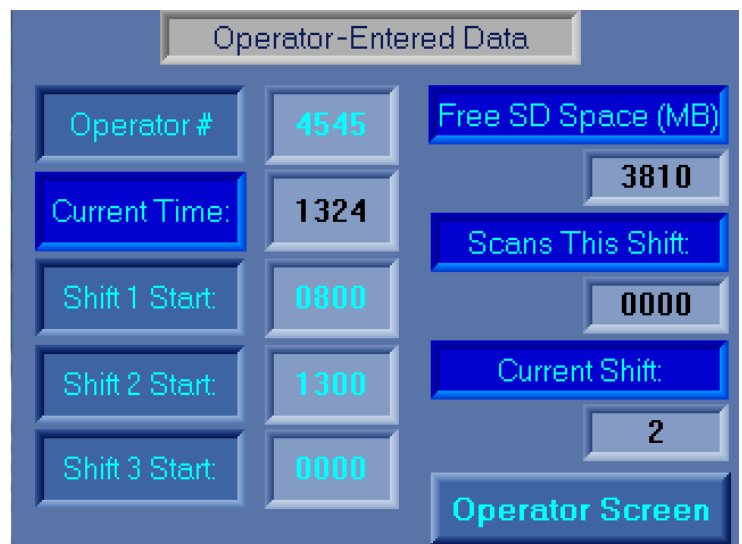 Operator-Entered Data
Operator #
4545
Current Time:
1324
Shift 1 Start:
0800
Shift 2 Start:
1300
Shift 3 Start:
0000
Free SD Space (MB)
3810
Scans This Shift:
0000
Current Shift:
2
Operator Screen